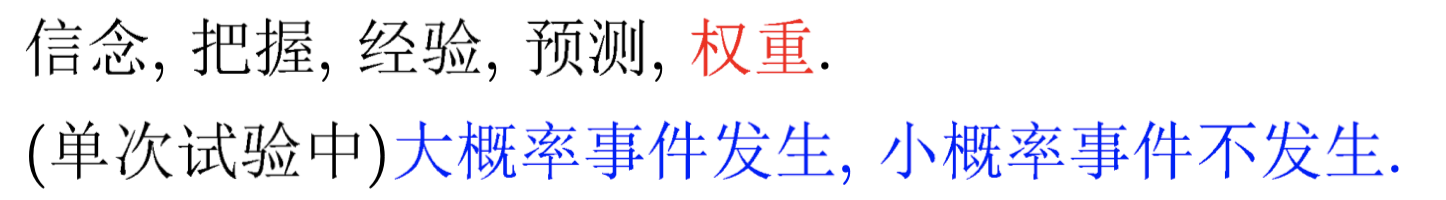 信念, 把握, 经验, 预测, 权重.
(单次试验中)大概率事件发生, 小概率事件不发生.